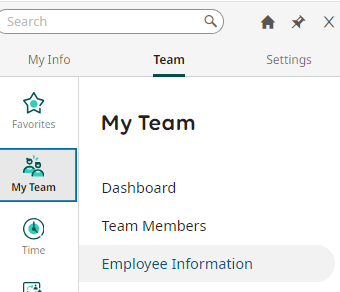 Search
My Info
Team
Settings
Favorites
My Team
Time
My Team
Dashboard
Team Members
Employee Information